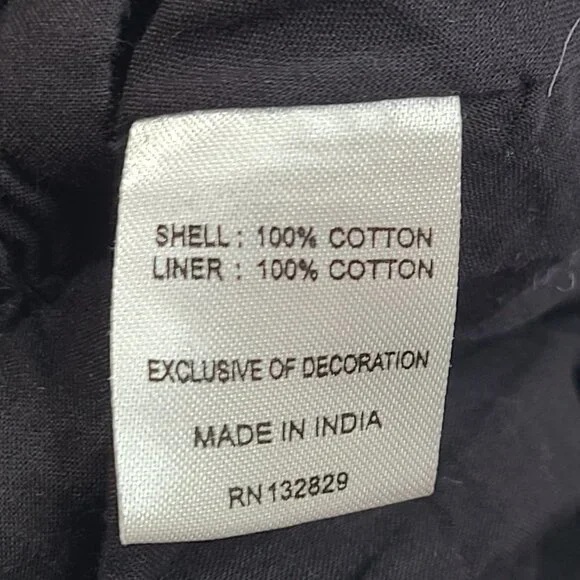 SHELL : 100% COTTON
LINER : 100% COTTON
EXCLUSIVE OF DECORATION
MADE IN INDIA
RN 132829